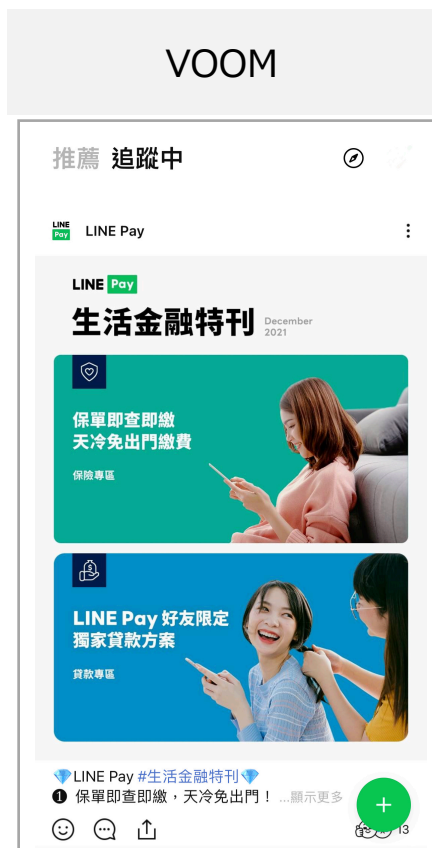 VOOM
推薦 追蹤中
LINE Pay LINE Pay
LINE Pay
生活金融特刊 December 2021
保單即查即繳
天冷免出門繳費
保險專區
LINE Pay 好友限定
獨家貸款方案
貸款專區
LINE Pay #生活金融特刊
❶ 保單即查即繳，天冷免出門！ ...顯示更多
13